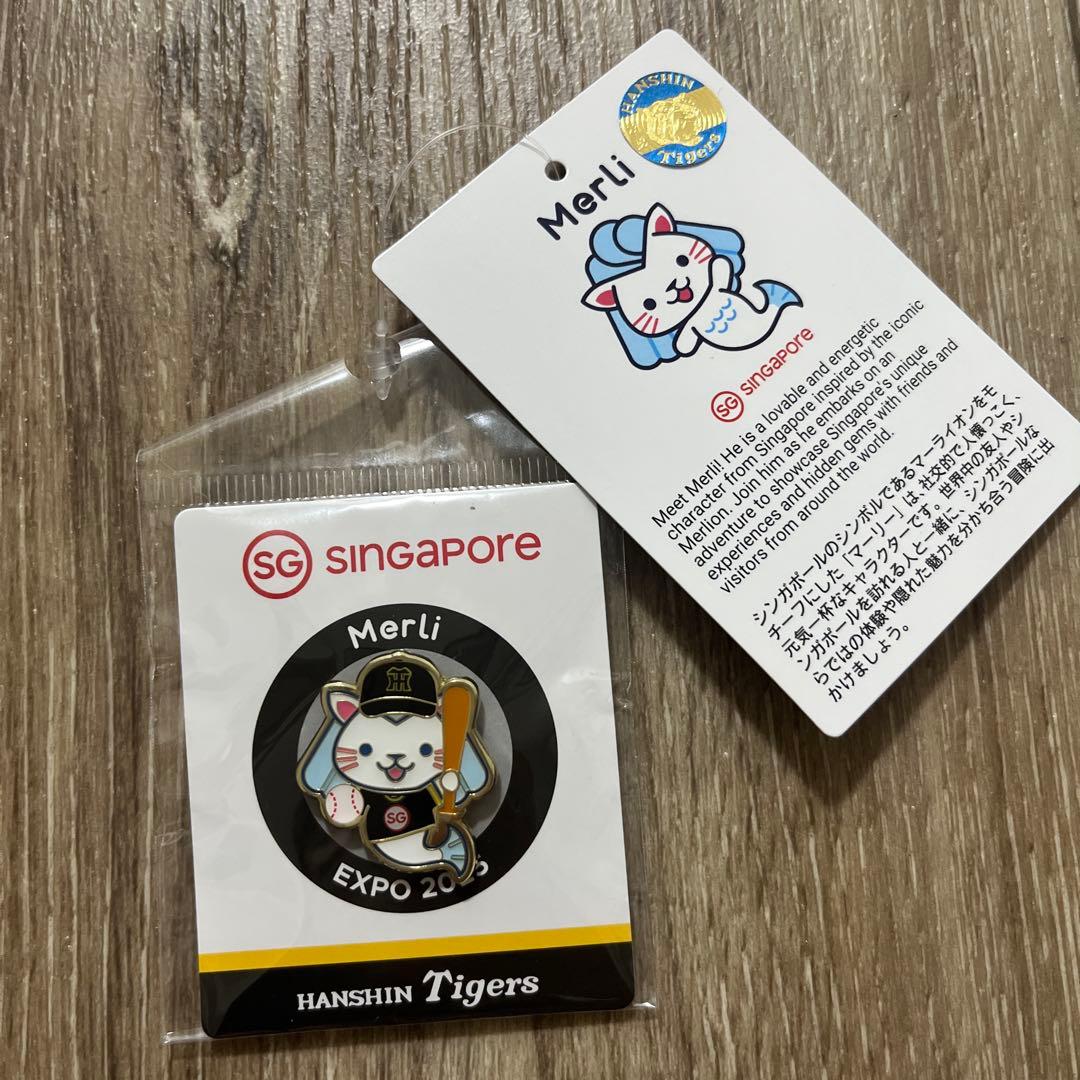 HANSHIN
Tigers
Merli
SG SINGAPORE
Meet Merli! He is a lovable and energetic
character from Singapore inspired by the iconic
Merlion. Join him as he embarks on an
adventure to showcase Singapore's unique
experiences and hidden gems with friends and
visitors from around the world.
シンガポールのシンボルであるマーライオンをモ
チーフにした「マーリー」は、社交的で人懐っこく、
元気一杯なキャラクターです。世界中の友人やシ
ンガポールを訪れる人と一緒に、シンガポールな
らではの体験や隠れた魅力を分かち合う冒険に出
かけましょう。
SG SINGAPORE
Merli
HT
SG
EXPO 2025
HANSHIN Tigers